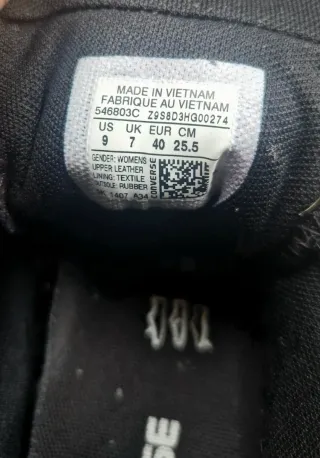 MADE IN VIETNAM
FABRIQUE AU VIETNAM
546803C Z9S8D3HG00274
US UK EUR CM
9 7 40 25.5
GENDER: WOMENS
UPPER: LEATHER
LINING: TEXTILE
OUTSOLE: RUBBER
CONVERSE